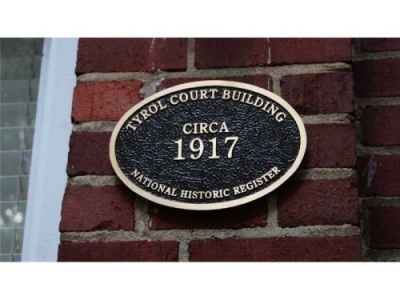 TYROL COURT BUILDING
CIRCA
1917
NATIONAL HISTORIC REGISTER